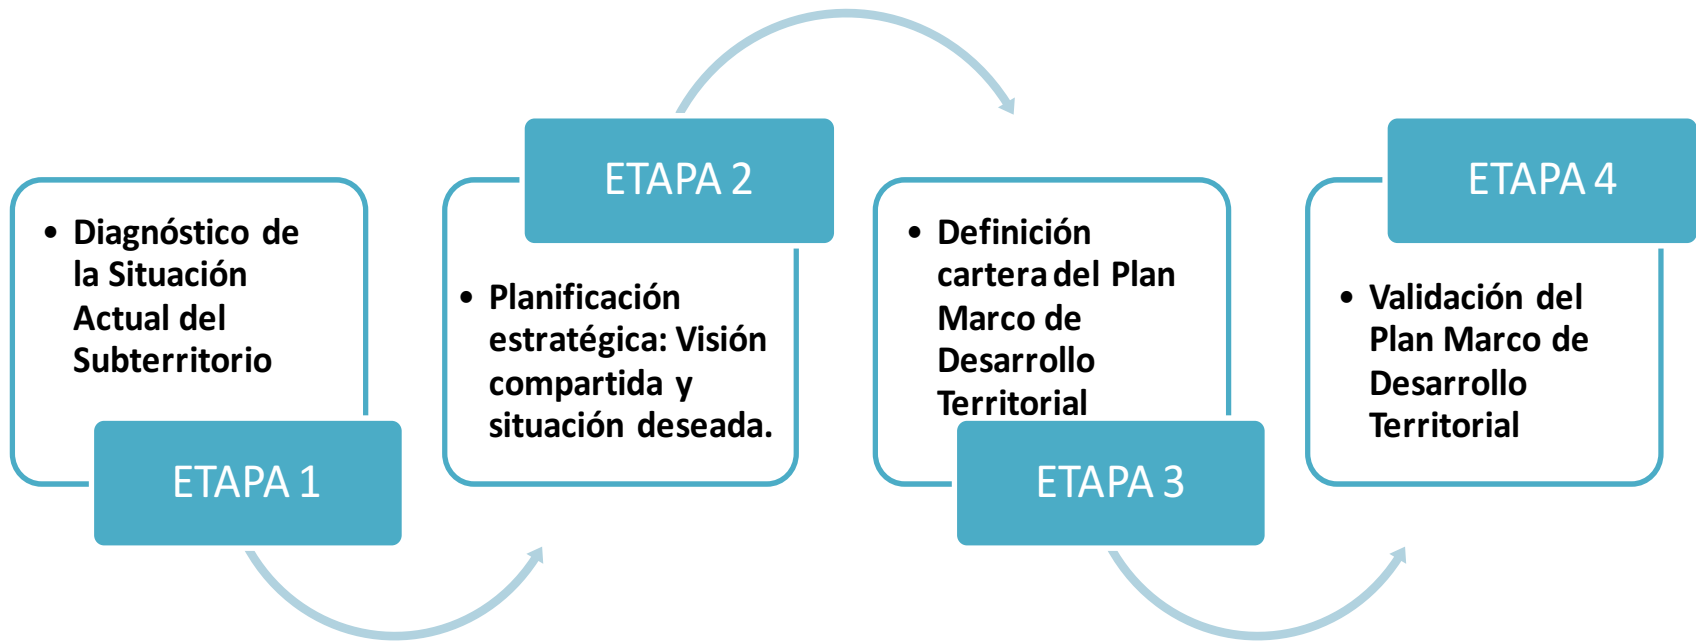 • Diagnóstico de
la Situación
Actual del
Subterritorio
ETAPA 1
ETAPA 2
• Planificación
estratégica: Visión
compartida y
situación deseada.
• Definición
cartera del Plan
Marco de
Desarrollo
Territorial
ETAPA 3
ETAPA 4
• Validación del
Plan Marco de
Desarrollo
Territorial